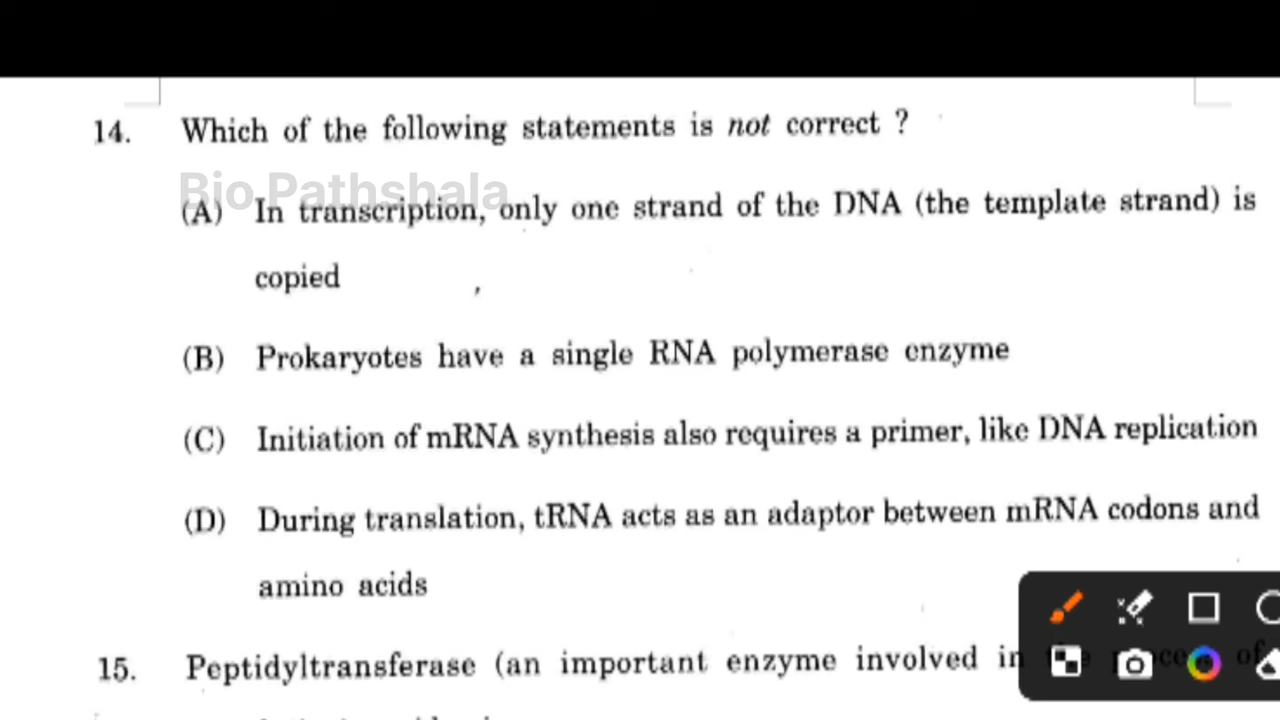 14. Which of the following statements is not correct ?
Bio Pathshala
(A) In transcription, only one strand of the DNA (the template strand) is
copied
(B) Prokaryotes have a single RNA polymerase enzyme
(C) Initiation of mRNA synthesis also requires a primer, like DNA replication
(D) During translation, tRNA acts as an adaptor between mRNA codons and
amino acids
15. Peptidyltransferase (an important enzyme involved in